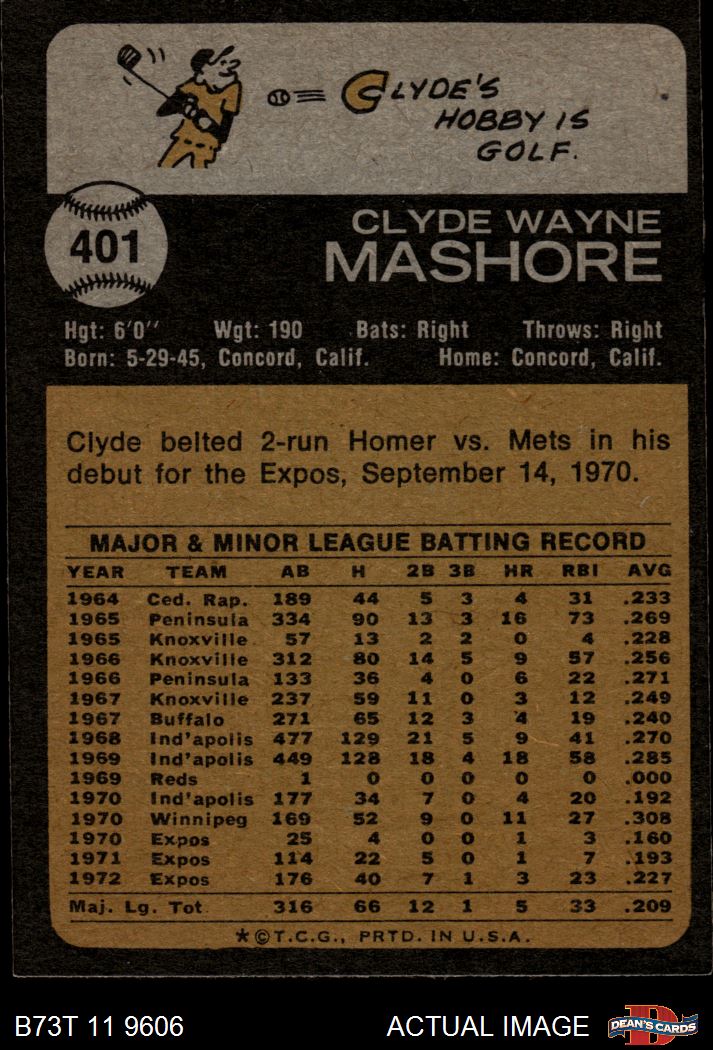 CLYDE'S
HOBBY IS
GOLF.
401
CLYDE WAYNE
MASHORE
Hgt: 6'0" Wgt: 190 Bats: Right Throws: Right
Born: 5-29-45, Concord, Calif. Home: Concord, Calif.
Clyde belted 2-run Homer vs. Mets in his
debut for the Expos, September 14, 1970.
MAJOR & MINOR LEAGUE BATTING RECORD
YEAR TEAM AB H 2B 3B HR RBI AVG
1964 Ced. Rap. 189 44 5 3 4 31 .233
1965 Peninsula 334 90 13 3 16 73 .269
1965 Knoxville 57 13 2 2 0 4 .228
1966 Knoxville 312 80 14 5 9 57 .256
1966 Peninsula 133 36 4 0 6 22 .271
1967 Knoxville 237 59 11 0 3 12 .249
1967 Buffalo 271 65 12 3 4 19 .240
1968 Ind'apolis 477 129 21 5 9 41 .270
1969 Ind'apolis 449 128 18 4 18 58 .285
1969 Reds 1 0 0 0 0 0 .000
1970 Ind'apolis 177 34 7 0 4 20 .192
1970 Winnipeg 169 52 9 0 11 27 .308
1970 Expos 25 4 0 0 1 3 .160
1971 Expos 114 22 5 0 1 7 .193
1972 Expos 176 40 7 1 3 23 .227
Maj. Lg. Tot. 316 66 12 1 5 33 .209
*©T.C.G., PRTD. IN U.S.A.
B73T 11 9606 ACTUAL IMAGE DEAN'S CARDS